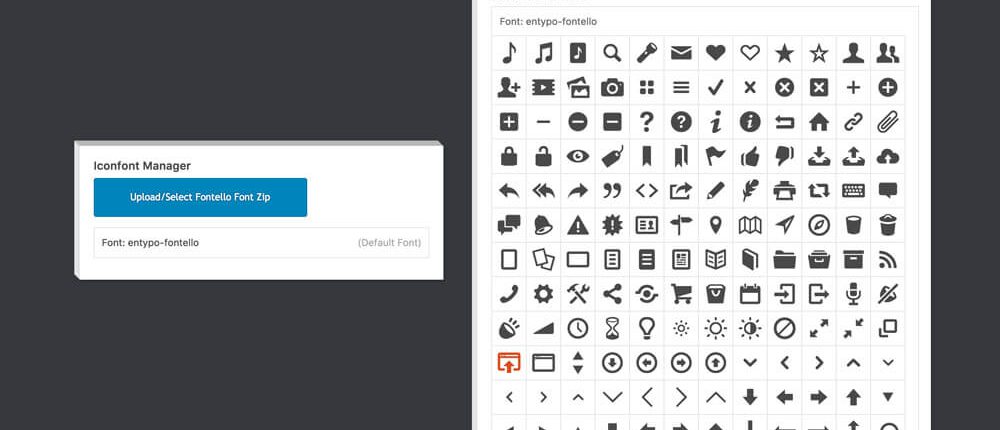 Iconfont Manager
Upload/Select Fontello Font Zip
Font: entypo-fontello
(Default Font)
Font: entypo-fontello